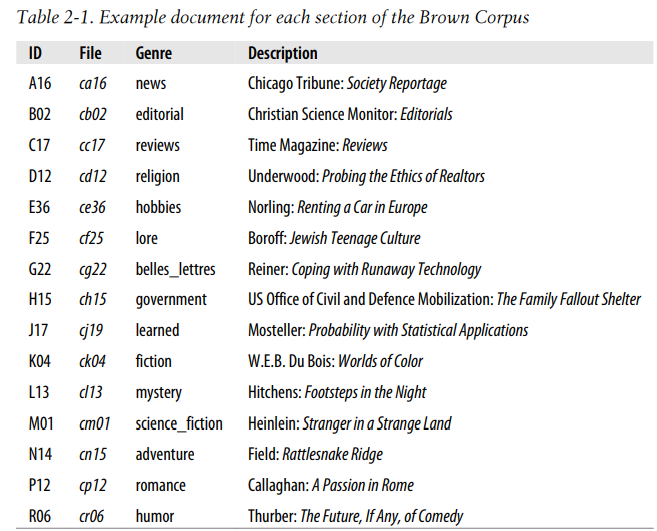 Table 2-1. Example document for each section of the Brown Corpus
ID File Genre Description
A16 ca16 news Chicago Tribune: Society Reportage
B02 cb02 editorial Christian Science Monitor: Editorials
C17 cc17 reviews Time Magazine: Reviews
D12 cd12 religion Underwood: Probing the Ethics of Realtors
E36 ce36 hobbies Norling: Renting a Car in Europe
F25 cf25 lore Boroff: Jewish Teenage Culture
G22 cg22 belles_lettres Reiner: Coping with Runaway Technology
H15 ch15 government US Office of Civil and Defence Mobilization: The Family Fallout Shelter
J17 cj19 learned Mosteller: Probability with Statistical Applications
K04 ck04 fiction W.E.B. Du Bois: Worlds of Color
L13 cl13 mystery Hitchens: Footsteps in the Night
M01 cm01 science_fiction Heinlein: Stranger in a Strange Land
N14 cn15 adventure Field: Rattlesnake Ridge
P12 cp12 romance Callaghan: A Passion in Rome
R06 cr06 humor Thurber: The Future, If Any, of Comedy